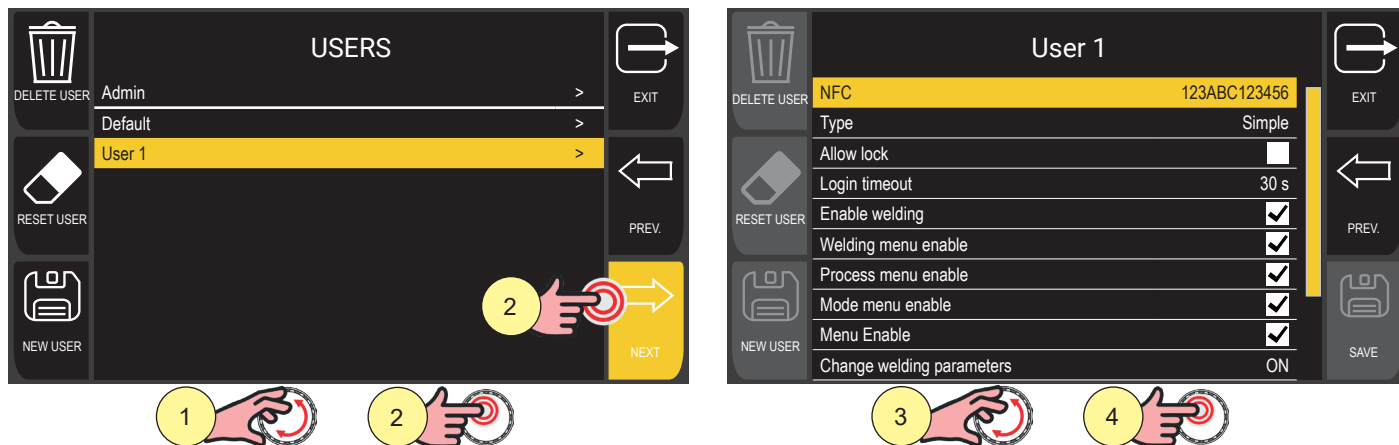 USERS
DELETE USER
Admin >
EXIT
Default >
User 1 >
RESET USER
PREV.
2
NEW USER
NEXT
1
2
User 1
DELETE USER
NFC 123ABC123456
EXIT
Type Simple
Allow lock
Login timeout 30 s
RESET USER
Enable welding
PREV.
Welding menu enable
Process menu enable
Mode menu enable
NEW USER
Menu Enable
SAVE
Change welding parameters ON
3
4